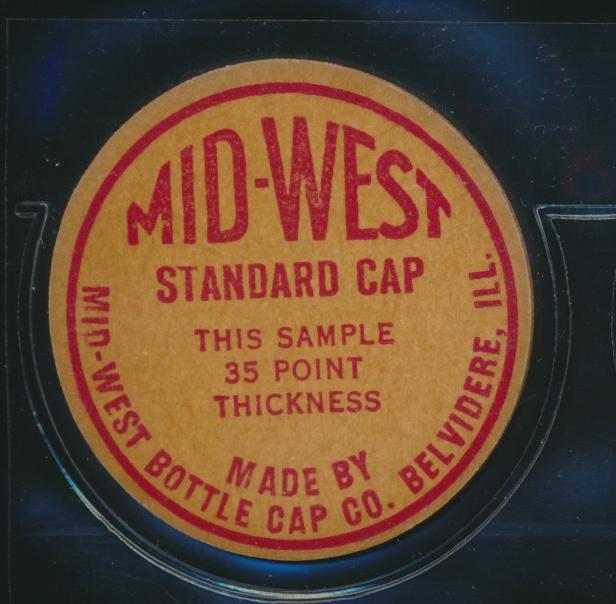 MID-WEST
STANDARD CAP
THIS SAMPLE
35 POINT
THICKNESS
MADE BY
MID-WEST BOTTLE CAP CO. BELVIDERE, ILL.